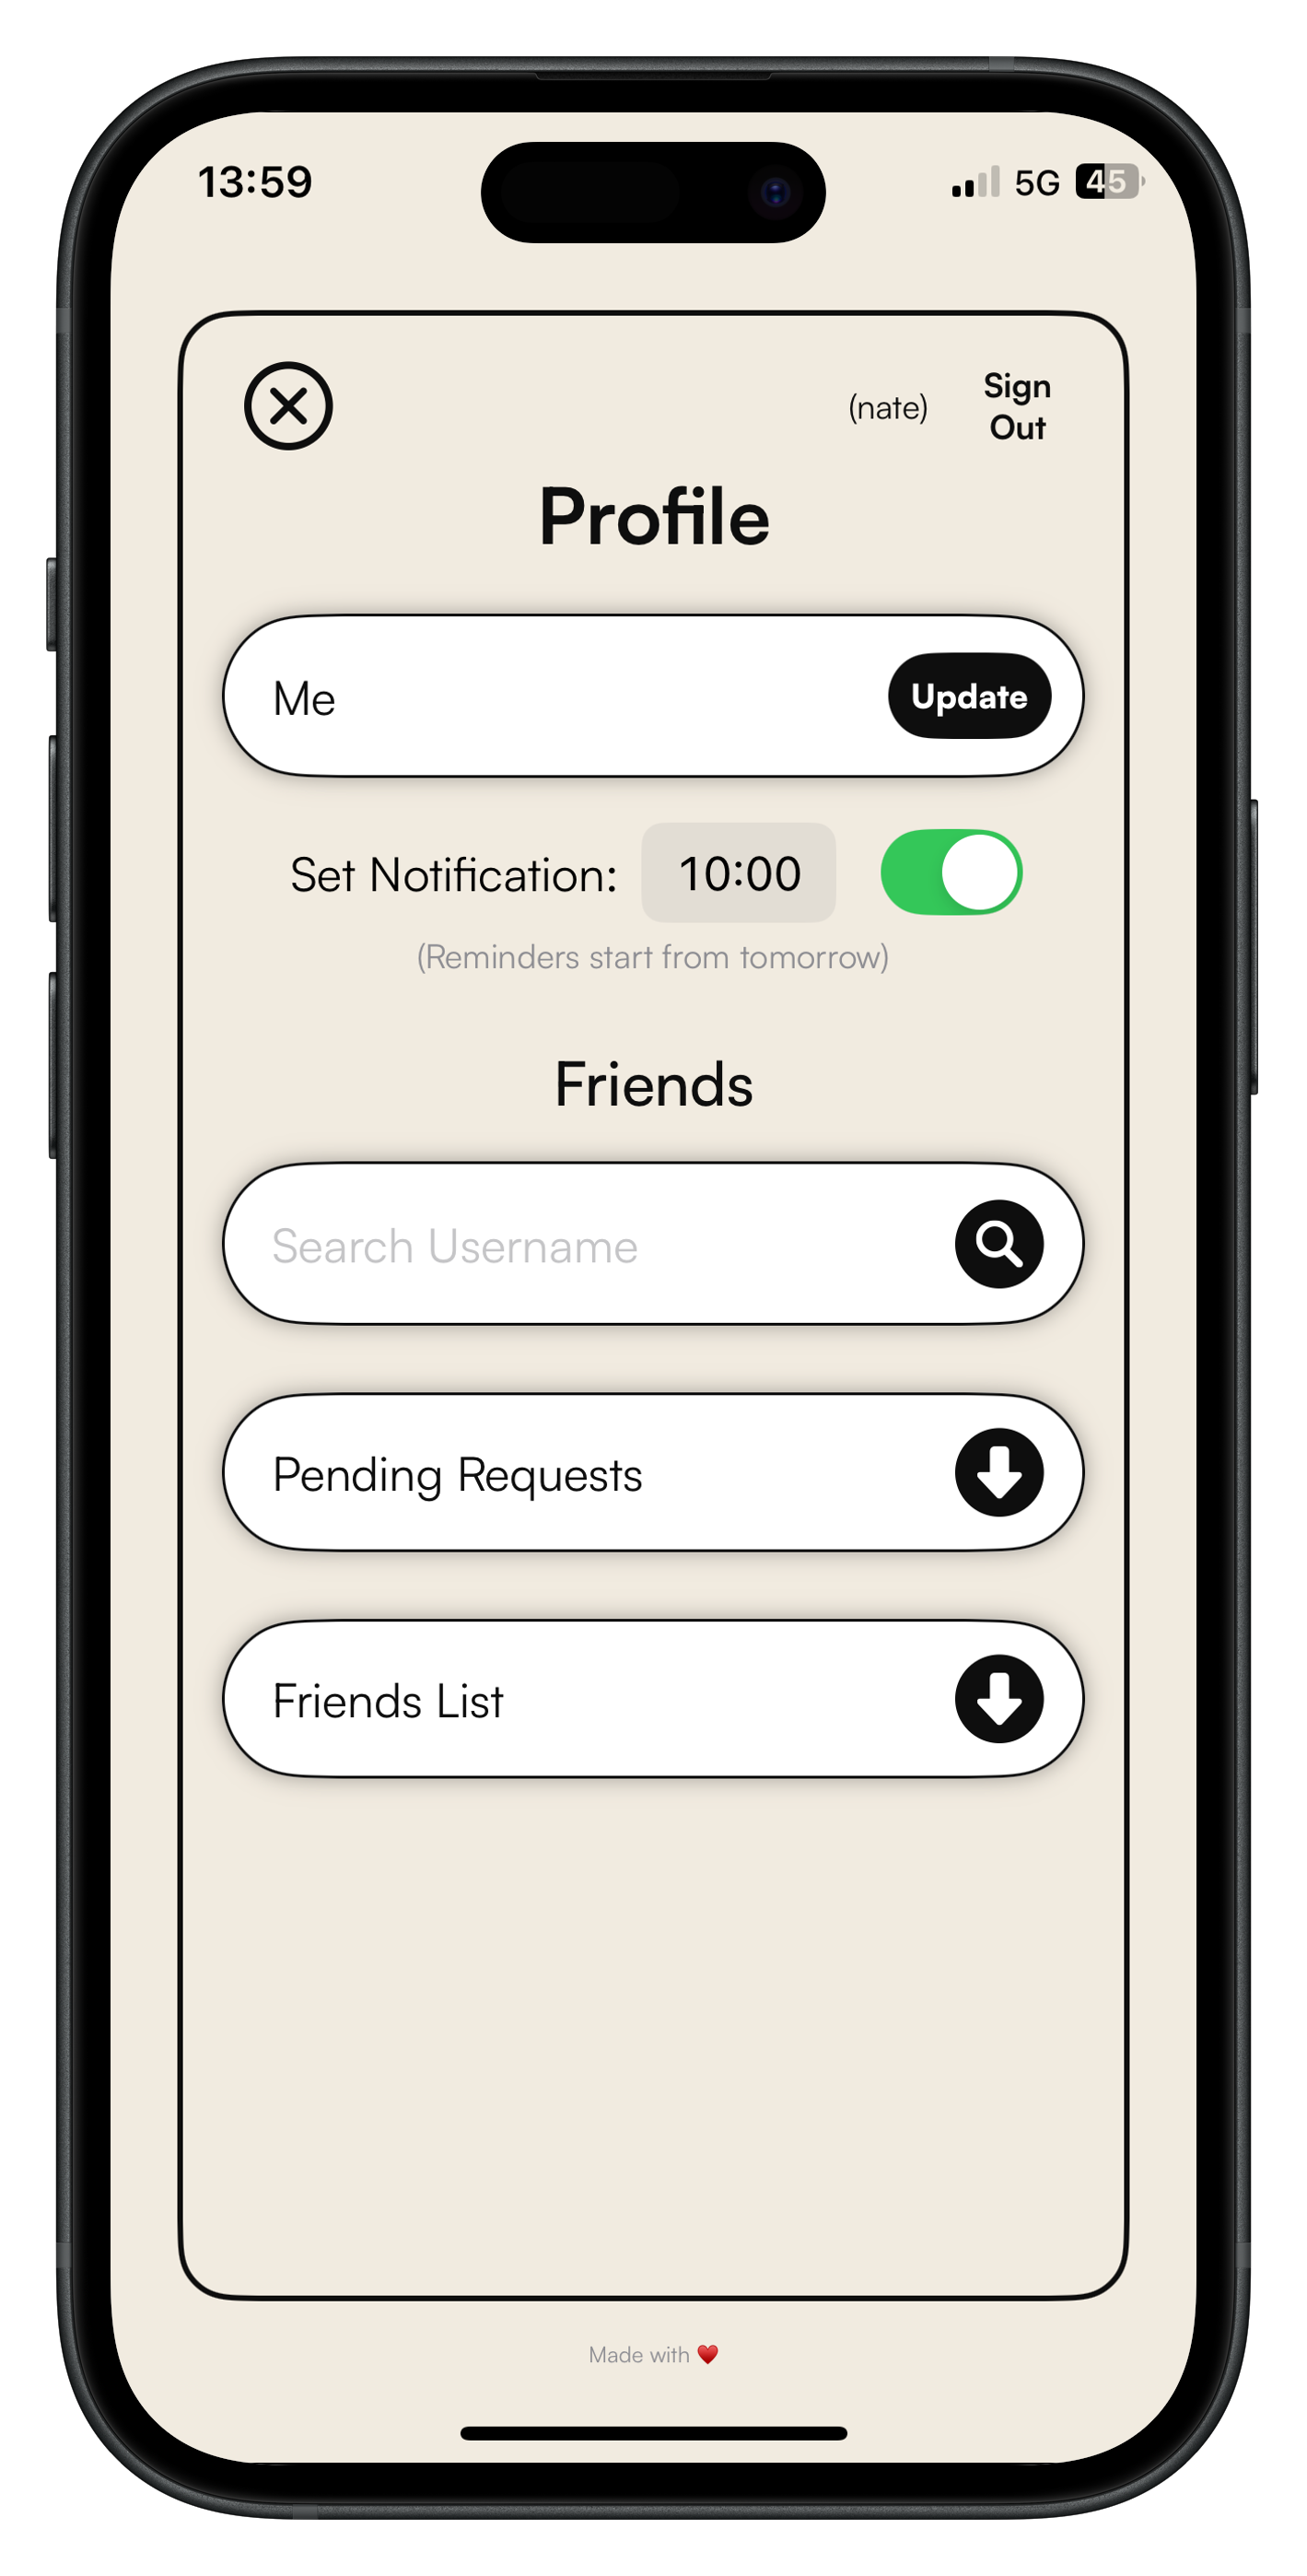 13:59 5G 45
(nate) Sign
Out
Profile
Me Update
Set Notification: 10:00
(Reminders start from tomorrow)
Friends
Search Username
Pending Requests
Friends List
Made with ❤️